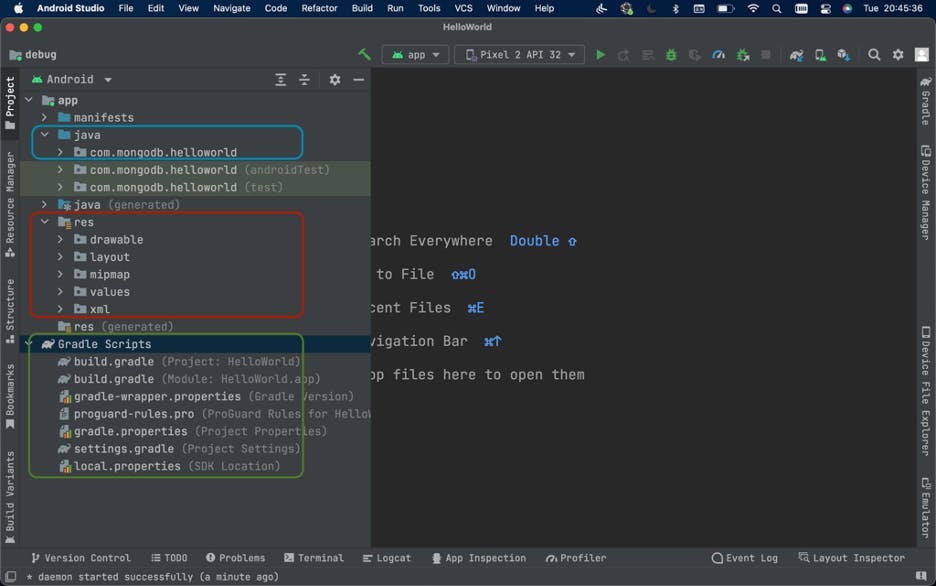 Android Studio File Edit View Navigate Code Refactor Build Run Tools VCS Window Help Tue 20:45:36
HelloWorld
debug
app Pixel 2 API 32
Project
Resource Manager
Structure
Bookmarks
Build Variants
Android
app
manifests
java
com.mongodb.helloworld
com.mongodb.helloworld (androidTest)
com.mongodb.helloworld (test)
java (generated)
res
drawable
layout
mipmap
values
xml
res (generated)
Gradle Scripts
build.gradle (Project: HelloWorld)
build.gradle (Module: HelloWorld.app)
gradle-wrapper.properties (Gradle Version)
proguard-rules.pro (ProGuard Rules for HelloW
gradle.properties (Project Properties)
settings.gradle (Project Settings)
local.properties (SDK Location)
arch Everywhere Double ⇧
to File ⇧⌘O
cent Files ⌘E
vigation Bar ⌘↑
op files here to open them
Gradle
Device Manager
Device File Explorer
Emulator
Version Control TODO Problems Terminal Logcat App Inspection Profiler Event Log Layout Inspector
* daemon started successfully (a minute ago)